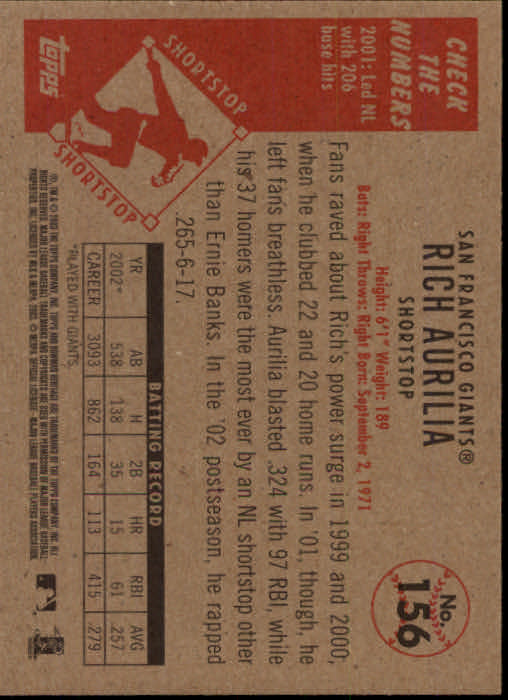 No.
156
SAN FRANCISCO GIANTS®
RICH AURILIA
SHORTSTOP
Height: 6'1" Weight: 189
Bats: Right Throws: Right Born: September 2, 1971
CHECK
THE
NUMBERS
2001: Led NL
with 206
base hits
SHORTSTOP
SHORTSTOP
topps
Fans raved about Rich's power surge in 1999 and 2000,
when he clubbed 22 and 20 home runs. In '01, though, he
left fans breathless. Aurilia blasted .324 with 97 RBI, while
his 37 homers were the most ever by an NL shortstop other
than Ernie Banks. In the '02 postseason, he rapped
.265-6-17.
BATTING RECORD
YR AB H 2B HR RBI AVG
2002* 538 138 35 15 61 .257
CAREER 3093 862 164 113 415 .279
*PLAYED WITH GIANTS.